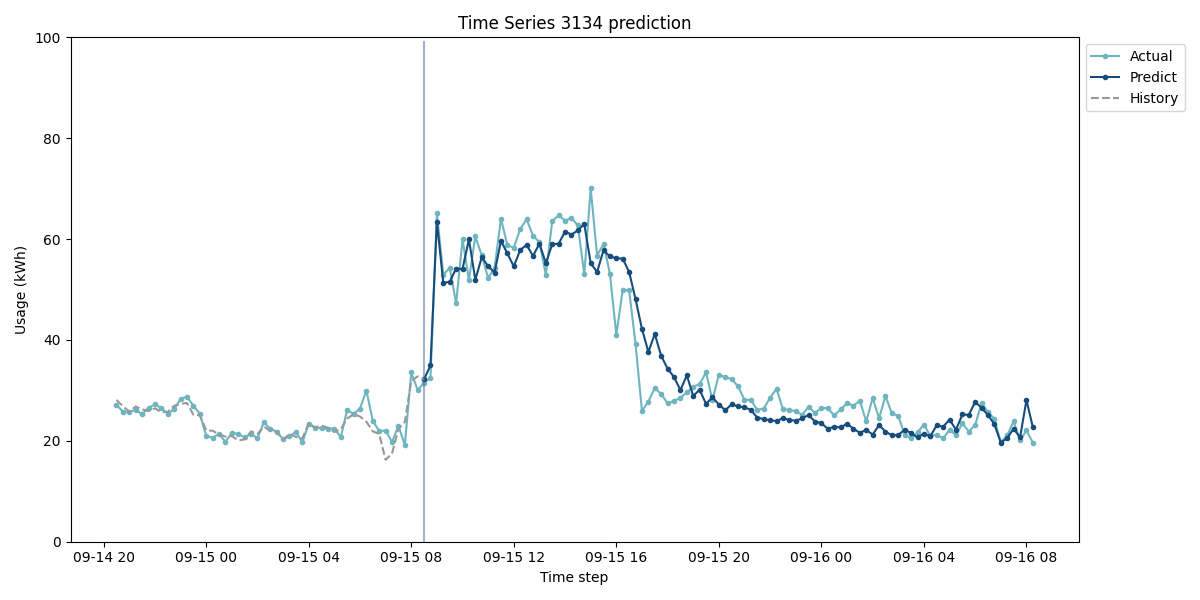 Time Series 3134 prediction
Actual
Predict
History
Usage (kWh)
100
80
60
40
20
0
09-14 20
09-15 00
09-15 04
09-15 08
09-15 12
09-15 16
09-15 20
09-16 00
09-16 04
09-16 08
Time step